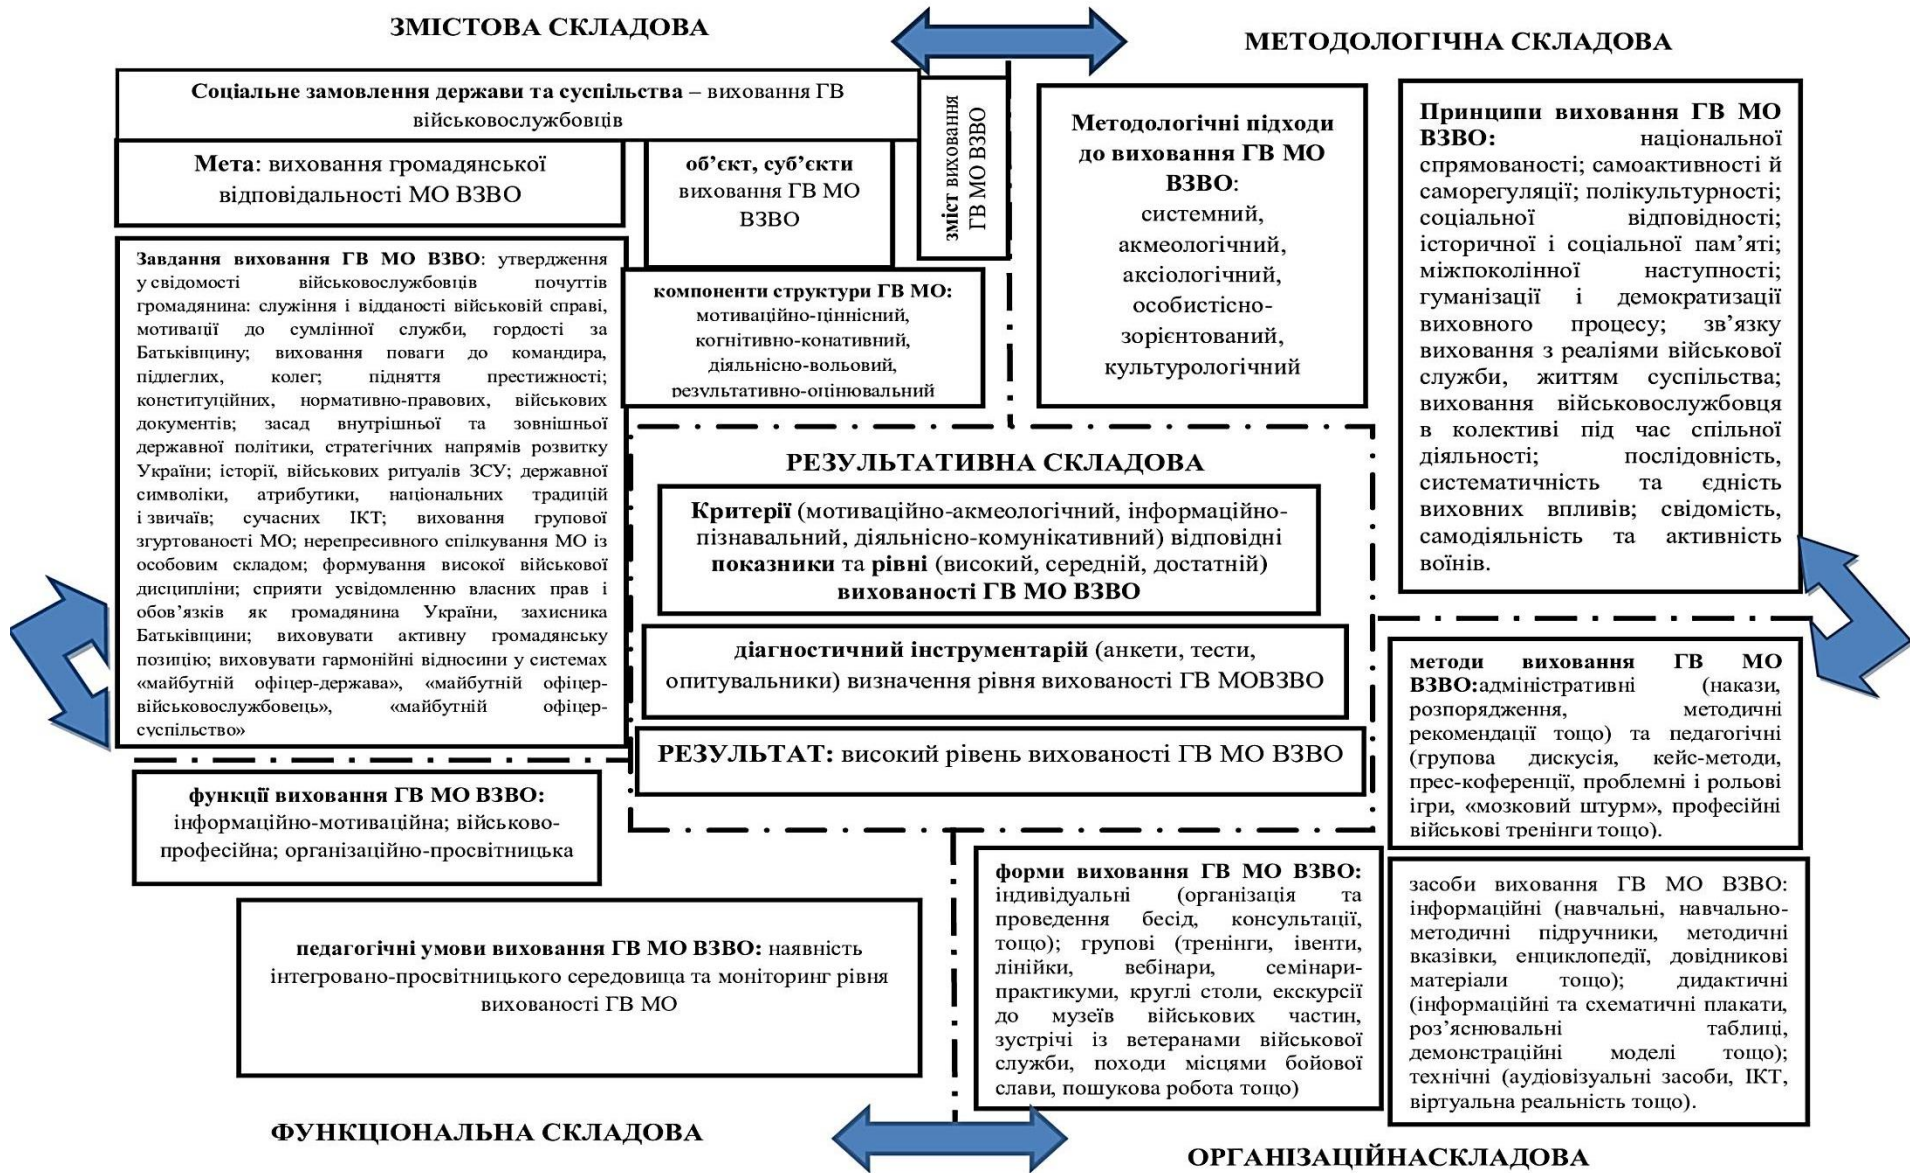 ЗМІСТОВА СКЛАДОВА
МЕТОДОЛОГІЧНА СКЛАДОВА
Соціальне замовлення держави та суспільства – виховання ГВ
військовослужбовців
Мета: виховання громадянської
відповідальності МО ВЗВО
об’єкт, суб’єкти
виховання ГВ МО
ВЗВО
зміст виховання
ГВ МО ВЗВО
Завдання виховання ГВ МО ВЗВО: утвердження
у свідомості військовослужбовців почуттів
громадянина: служіння і відданості військовій справі,
мотивації до сумлінної служби, гордості за
Батьківщину; виховання поваги до командира,
підлеглих, колег; підняття престижності;
конституційних, нормативно-правових, військових
документів; засад внутрішньої та зовнішньої
державної політики, стратегічних напрямів розвитку
України; історії, військових ритуалів ЗСУ; державної
символіки, атрибутики, національних традицій
і звичаїв; сучасних ІКТ; виховання групової
згуртованості МО; нерепресивного спілкування МО із
особовим складом; формування високої військової
дисципліни; сприяти усвідомленню власних прав і
обов’язків як громадянина України, захисника
Батьківщини; виховувати активну громадянську
позицію; виховувати гармонійні відносини у системах
«майбутній офіцер-держава», «майбутній офіцер-
військовослужбовець», «майбутній офіцер-
суспільство»
компоненти структури ГВ МО:
мотиваційно-ціннісний,
когнітивно-конативний,
діяльнісно-вольовий,
результативно-оцінювальний
Методологічні підходи
до виховання ГВ МО
ВЗВО:
системний,
акмеологічний,
аксіологічний,
особистісно-
зорієнтований,
культурологічний
Принципи виховання ГВ МО
ВЗВО: національної
спрямованості; самоактивності й
саморегуляції; полікультурності;
соціальної відповідності;
історичної і соціальної пам’яті;
міжпоколінної наступності;
гуманізації і демократизації
виховного процесу; зв’язку
виховання з реаліями військової
служби, життям суспільства;
виховання військовослужбовця
в колективі під час спільної
діяльності; послідовність,
систематичність та єдність
виховних впливів; свідомість,
самодіяльність та активність
воїнів.
РЕЗУЛЬТАТИВНА СКЛАДОВА
Критерії (мотиваційно-акмеологічний, інформаційно-
пізнавальний, діяльнісно-комунікативний) відповідні
показники та рівні (високий, середній, достатній)
вихованості ГВ МО ВЗВО
діагностичний інструментарій (анкети, тести,
опитувальники) визначення рівня вихованості ГВ МОВЗВО
РЕЗУЛЬТАТ: високий рівень вихованості ГВ МО ВЗВО
функції виховання ГВ МО ВЗВО:
інформаційно-мотиваційна; військово-
професійна; організаційно-просвітницька
педагогічні умови виховання ГВ МО ВЗВО: наявність
інтегровано-просвітницького середовища та моніторинг рівня
вихованості ГВ МО
методи виховання ГВ МО
ВЗВО:адміністративні (накази,
розпорядження, методичні
рекомендації тощо) та педагогічні
(групова дискусія, кейс-методи,
прес-коференції, проблемні і рольові
ігри, «мозковий штурм», професійні
військові тренінги тощо).
форми виховання ГВ МО ВЗВО:
індивідуальні (організація та
проведення бесід, консультації,
тощо); групові (тренінги, івенти,
лінійки, вебінари, семінари-
практикуми, круглі столи, екскурсії
до музеїв військових частин,
зустрічі із ветеранами військової
служби, походи місцями бойової
слави, пошукова робота тощо)
засоби виховання ГВ МО ВЗВО:
інформаційні (навчальні, навчально-
методичні підручники, методичні
вказівки, енциклопедії, довідникові
матеріали тощо); дидактичні
(інформаційні та схематичні плакати,
роз’яснювальні таблиці,
демонстраційні моделі тощо);
технічні (аудіовізуальні засоби, ІКТ,
віртуальна реальність тощо).
ФУНКЦІОНАЛЬНА СКЛАДОВА
ОРГАНІЗАЦІЙНАСКЛАДОВА